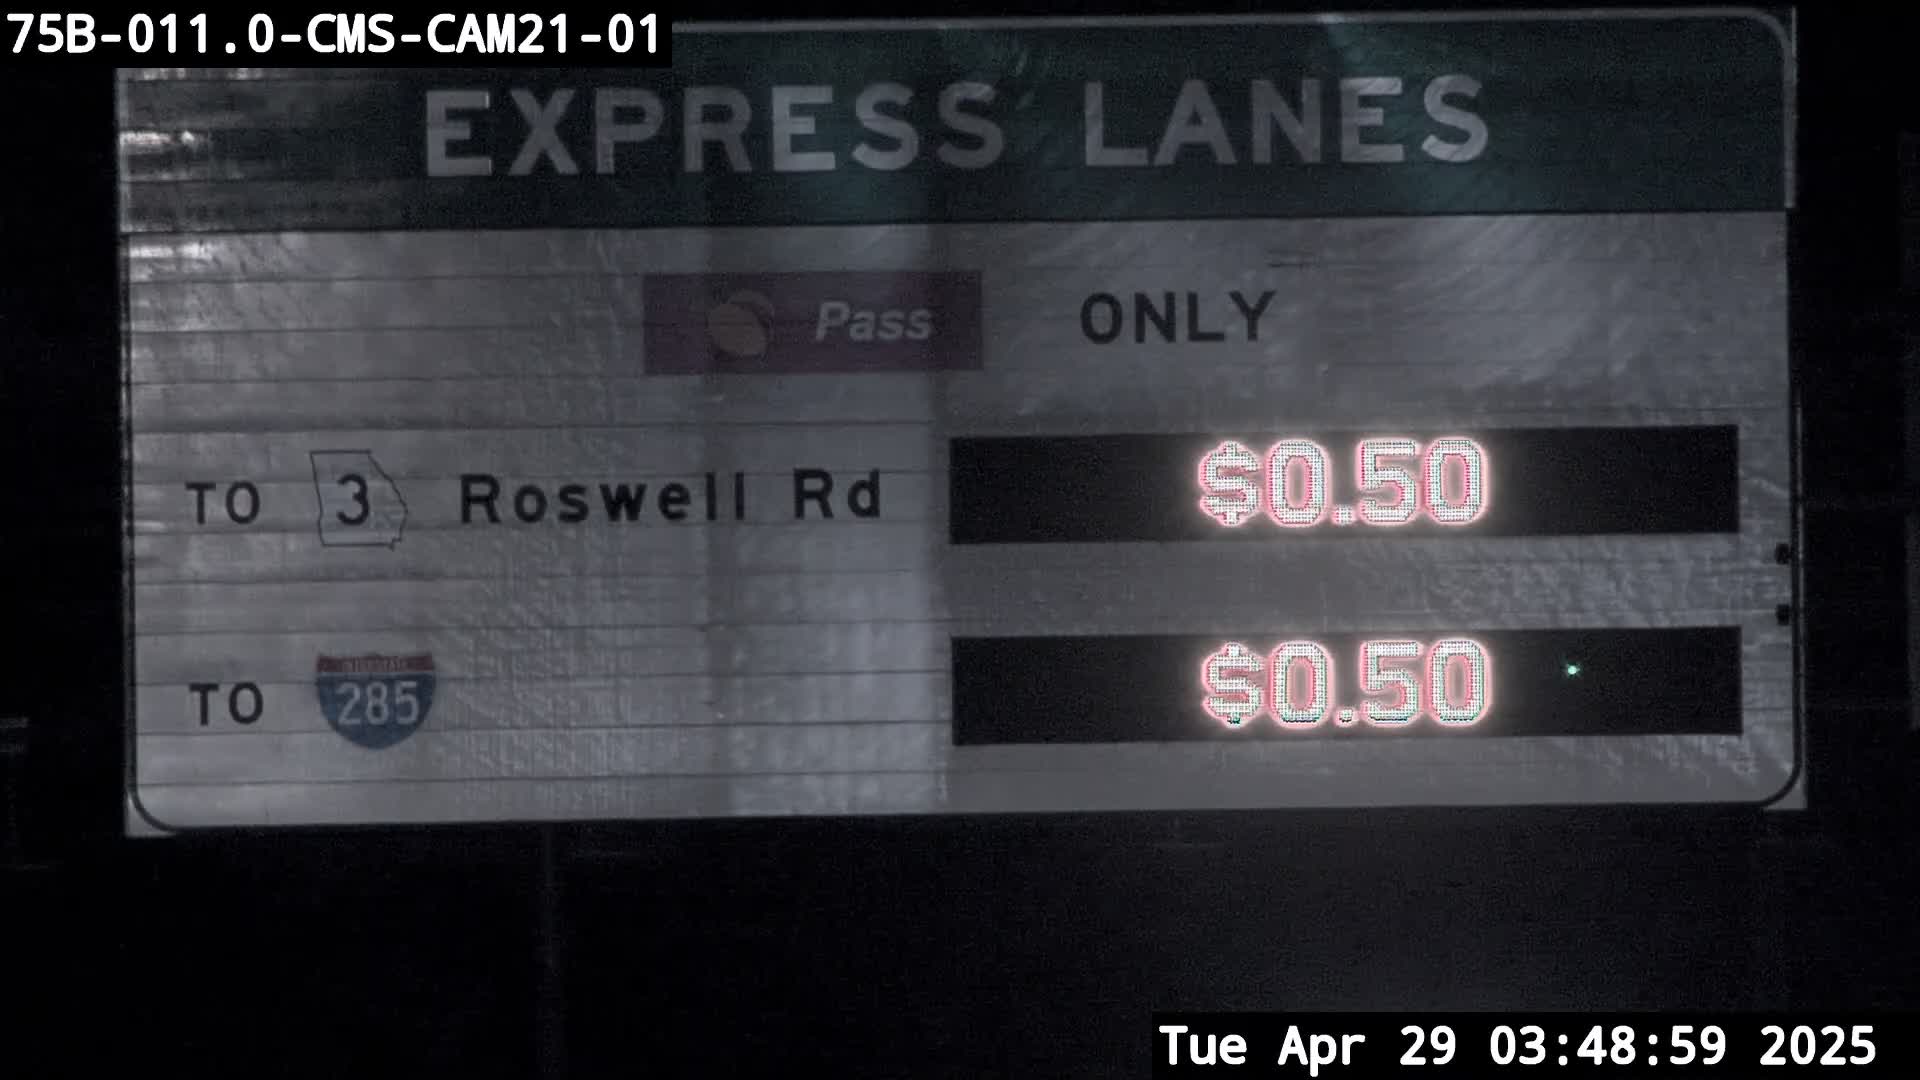 75B-011.0-CMS-CAM21-01
EXPRESS LANES
Pass ONLY
TO 3 Roswell Rd $0.50
TO INTERSTATE 285 $0.50
Tue Apr 29 03:48:59 2025